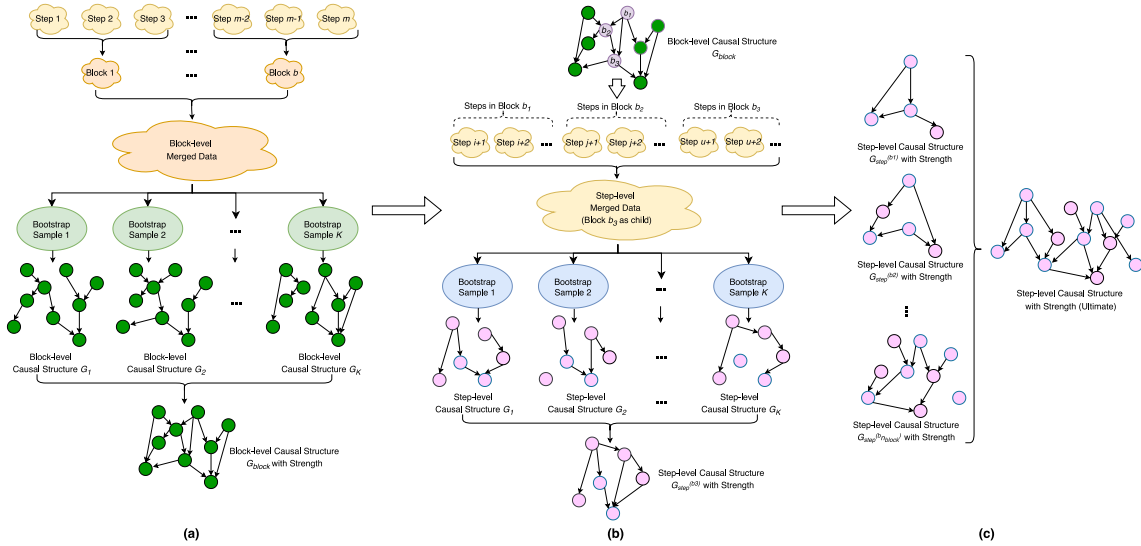 Step 1
Step 2
Step 3
...
Step m-2
Step m-1
Step m
...
Block 1
...
Block b
Block-level
Merged Data
Bootstrap
Sample 1
Bootstrap
Sample 2
...
Bootstrap
Sample K
...
Block-level
Causal Structure G1
Block-level
Causal Structure G2
Block-level
Causal Structure GK
Block-level Causal Structure
Gblock with Strength
(a)
b1
b2
b3
Block-level Causal Structure
Gblock
Steps in Block b1
Steps in Block b2
Steps in Block b3
Step i+1
Step i+2
...
Step j+1
Step j+2
...
Step u+1
Step u+2
...
Step-level
Merged Data
(Block b3 as child)
Bootstrap
Sample 1
Bootstrap
Sample 2
...
Bootstrap
Sample K
...
Step-level
Causal Structure G1
Step-level
Causal Structure G2
...
Step-level
Causal Structure GK
Step-level Causal Structure
Gstep(b3) with Strength
(b)
Step-level Causal Structure
Gstep(b1) with Strength
Step-level Causal Structure
Gstep(b2) with Strength
...
Step-level Causal Structure
Gstep(bnblock) with Strength
Step-level Causal Structure
with Strength (Ultimate)
(c)